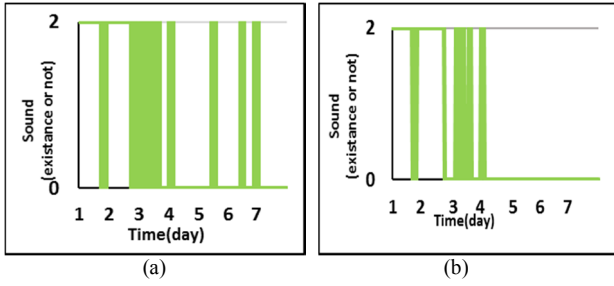 2
Sound
(existance or not)
0
1 2 3 4 5 6 7
Time(day)
(a)
2
Sound
(existance or not)
0
1 2 3 4 5 6 7
Time(day)
(b)